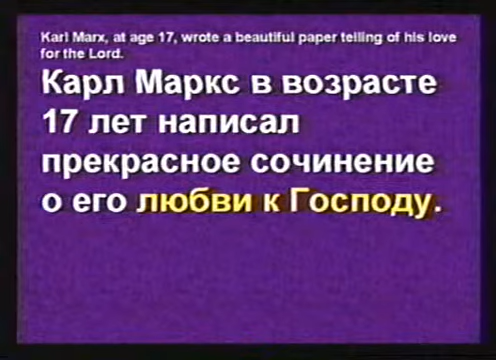 Karl Marx, at age 17, wrote a beautiful paper telling of his love
for the Lord.
Карл Маркс в возрасте
17 лет написал
прекрасное сочинение
о его любви к Господу.